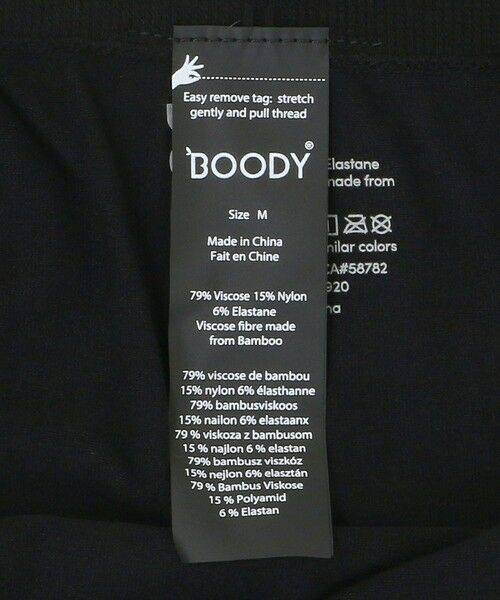 Easy remove tag: stretch
gently and pull thread
BOODY®
Size M
Made in China
Fait en Chine
79% Viscose 15% Nylon
6% Elastane
Viscose fibre made
from Bamboo
79% viscose de bambou
15% nylon 6% élasthanne
79% bambusviskoos
15% nailon 6% elastaanx
79 % viskoza z bambusom
15 % najlon 6 % elastan
79% bambusz viszkóz
15% nejlon 6% elasztán
79 % Bambus Viskose
15 % Polyamid
6 % Elastan
Elastane
made from
nilar colors
CA#58782
920
na